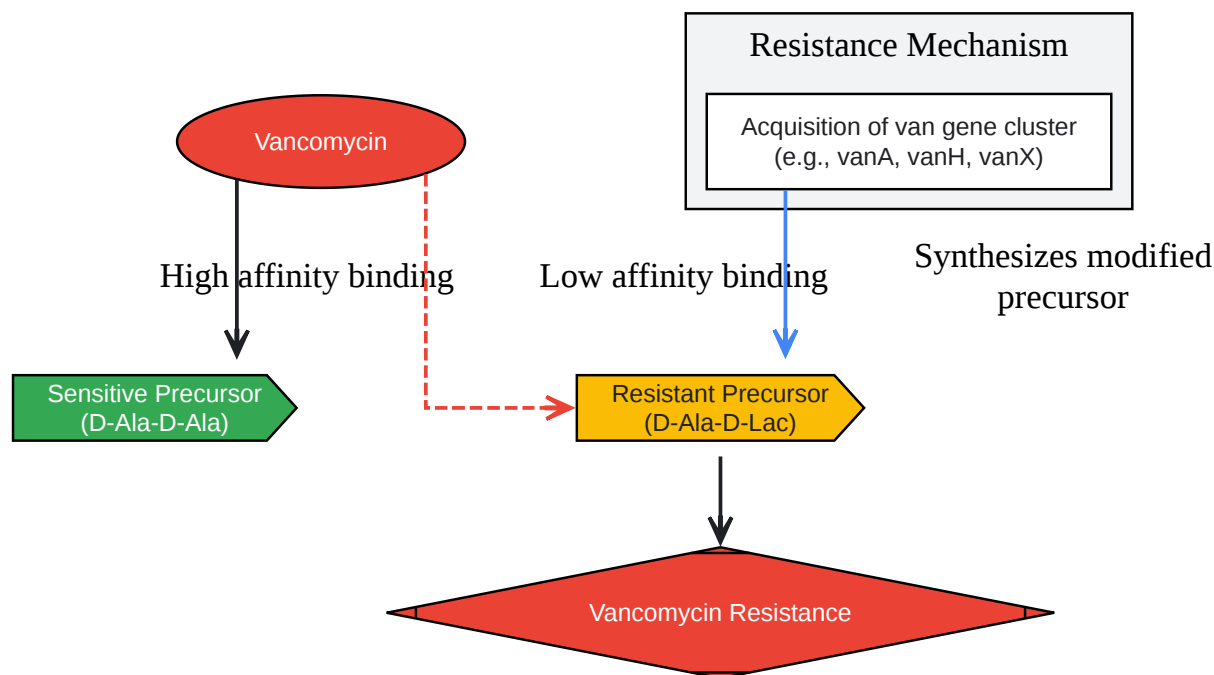 Resistance Mechanism
Vancomycin
Acquisition of van gene cluster
(e.g., vanA, vanH, vanX)
High affinity binding
Low affinity binding
Synthesizes modified
precursor
Sensitive Precursor
(D-Ala-D-Ala)
Resistant Precursor
(D-Ala-D-Lac)
Vancomycin Resistance